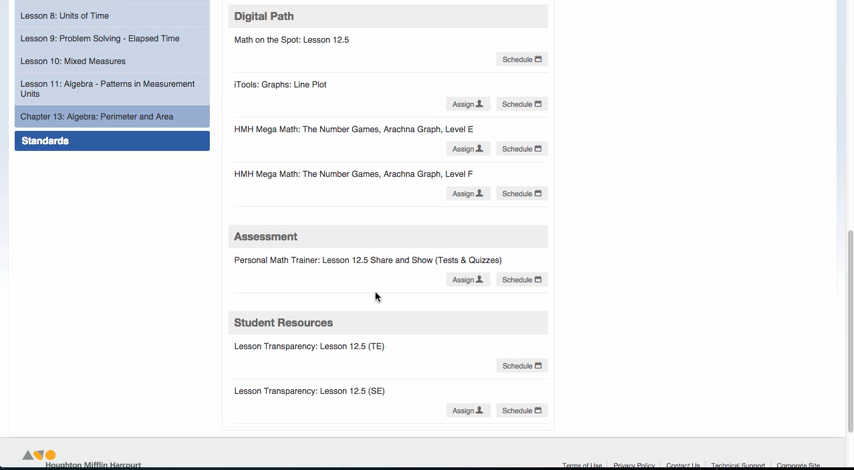 Lesson 8: Units of Time
Lesson 9: Problem Solving - Elapsed Time
Lesson 10: Mixed Measures
Lesson 11: Algebra - Patterns in Measurement
Units
Chapter 13: Algebra: Perimeter and Area
Standards
Digital Path
Math on the Spot: Lesson 12.5
Schedule
iTools: Graphs: Line Plot
Assign Schedule
HMH Mega Math: The Number Games, Arachna Graph, Level E
Assign Schedule
HMH Mega Math: The Number Games, Arachna Graph, Level F
Assign Schedule
Assessment
Personal Math Trainer: Lesson 12.5 Share and Show (Tests & Quizzes)
Assign Schedule
Student Resources
Lesson Transparency: Lesson 12.5 (TE)
Schedule
Lesson Transparency: Lesson 12.5 (SE)
Assign Schedule
Houghton Mifflin Harcourt
Terms of Use Privacy Policy Contact Us Technical Support Corporate Site